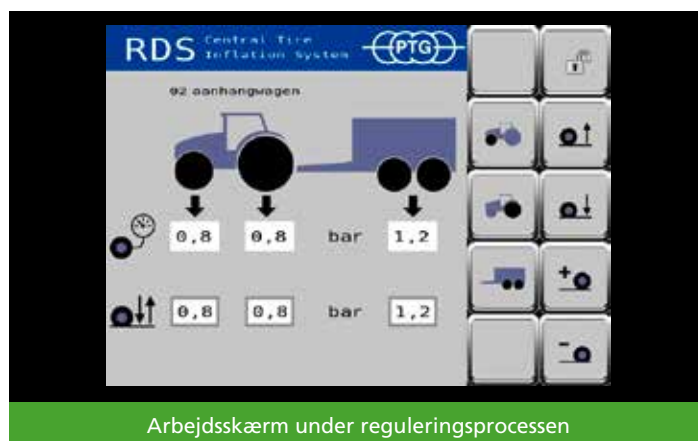 RDS Central Tire
Inflation System
PTG
02 aanhangwagen
0,8 0,8 bar 1,2
0,8 0,8 bar 1,2
Arbejdsskærm under reguleringsprocessen